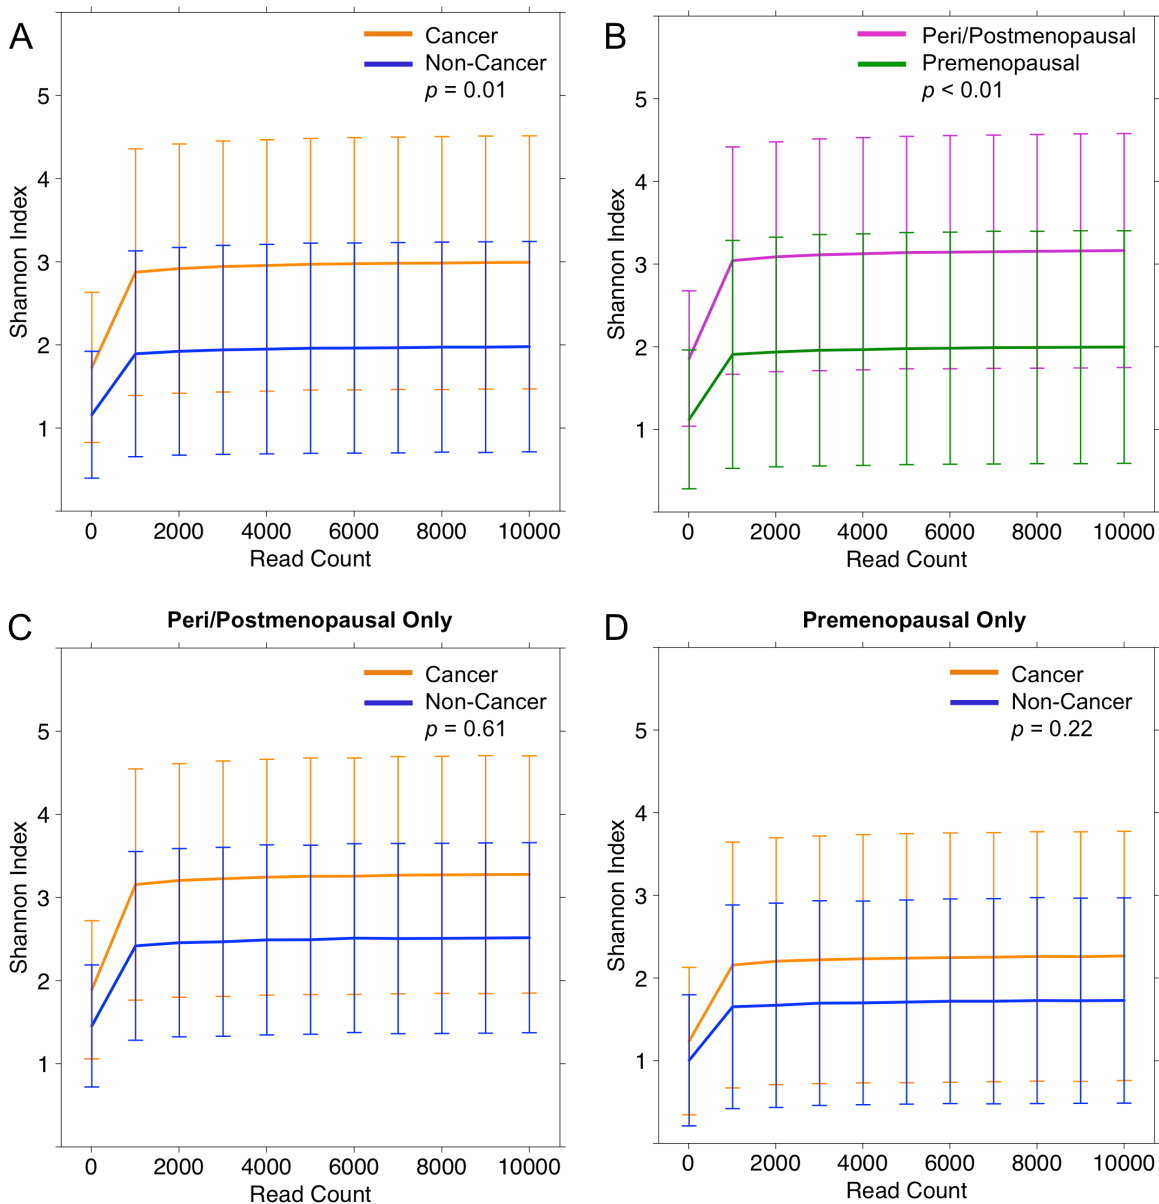 A
Cancer
Non-Cancer
p = 0.01
5
4
3
2
1
Shannon Index
0 2000 4000 6000 8000 10000
Read Count
B
Peri/Postmenopausal
Premenopausal
p < 0.01
5
4
3
2
1
Shannon Index
0 2000 4000 6000 8000 10000
Read Count
C
Peri/Postmenopausal Only
Cancer
Non-Cancer
p = 0.61
5
4
3
2
1
Shannon Index
0 2000 4000 6000 8000 10000
Read Count
D
Premenopausal Only
Cancer
Non-Cancer
p = 0.22
5
4
3
2
1
Shannon Index
0 2000 4000 6000 8000 10000
Read Count